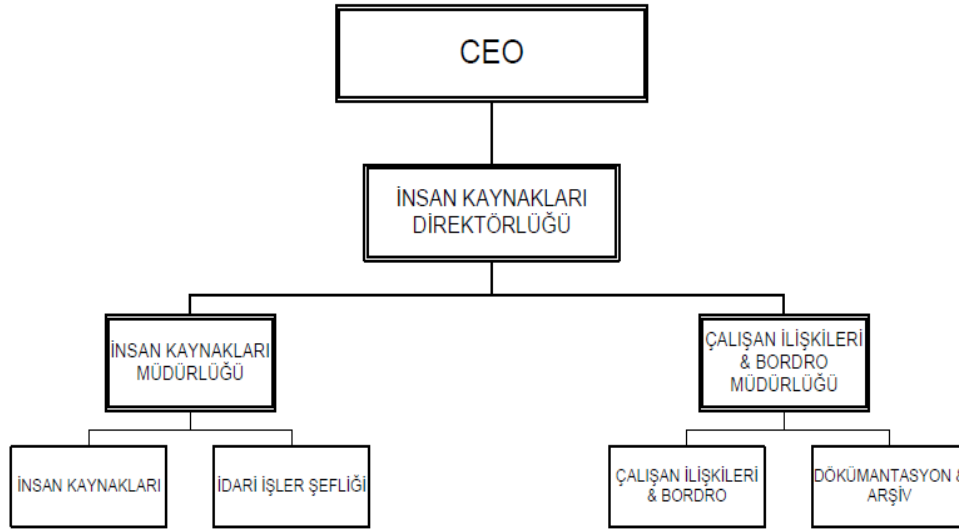 CEO
İNSAN KAYNAKLARI
DİREKTÖRLÜĞÜ
İNSAN KAYNAKLARI
MÜDÜRLÜĞÜ
ÇALIŞAN İLİŞKİLERİ
& BORDRO
MÜDÜRLÜĞÜ
İNSAN KAYNAKLARI
İDARİ İŞLER ŞEFLİĞİ
ÇALIŞAN İLİŞKİLERİ
& BORDRO
DÖKÜMANTASYON &
ARŞİV